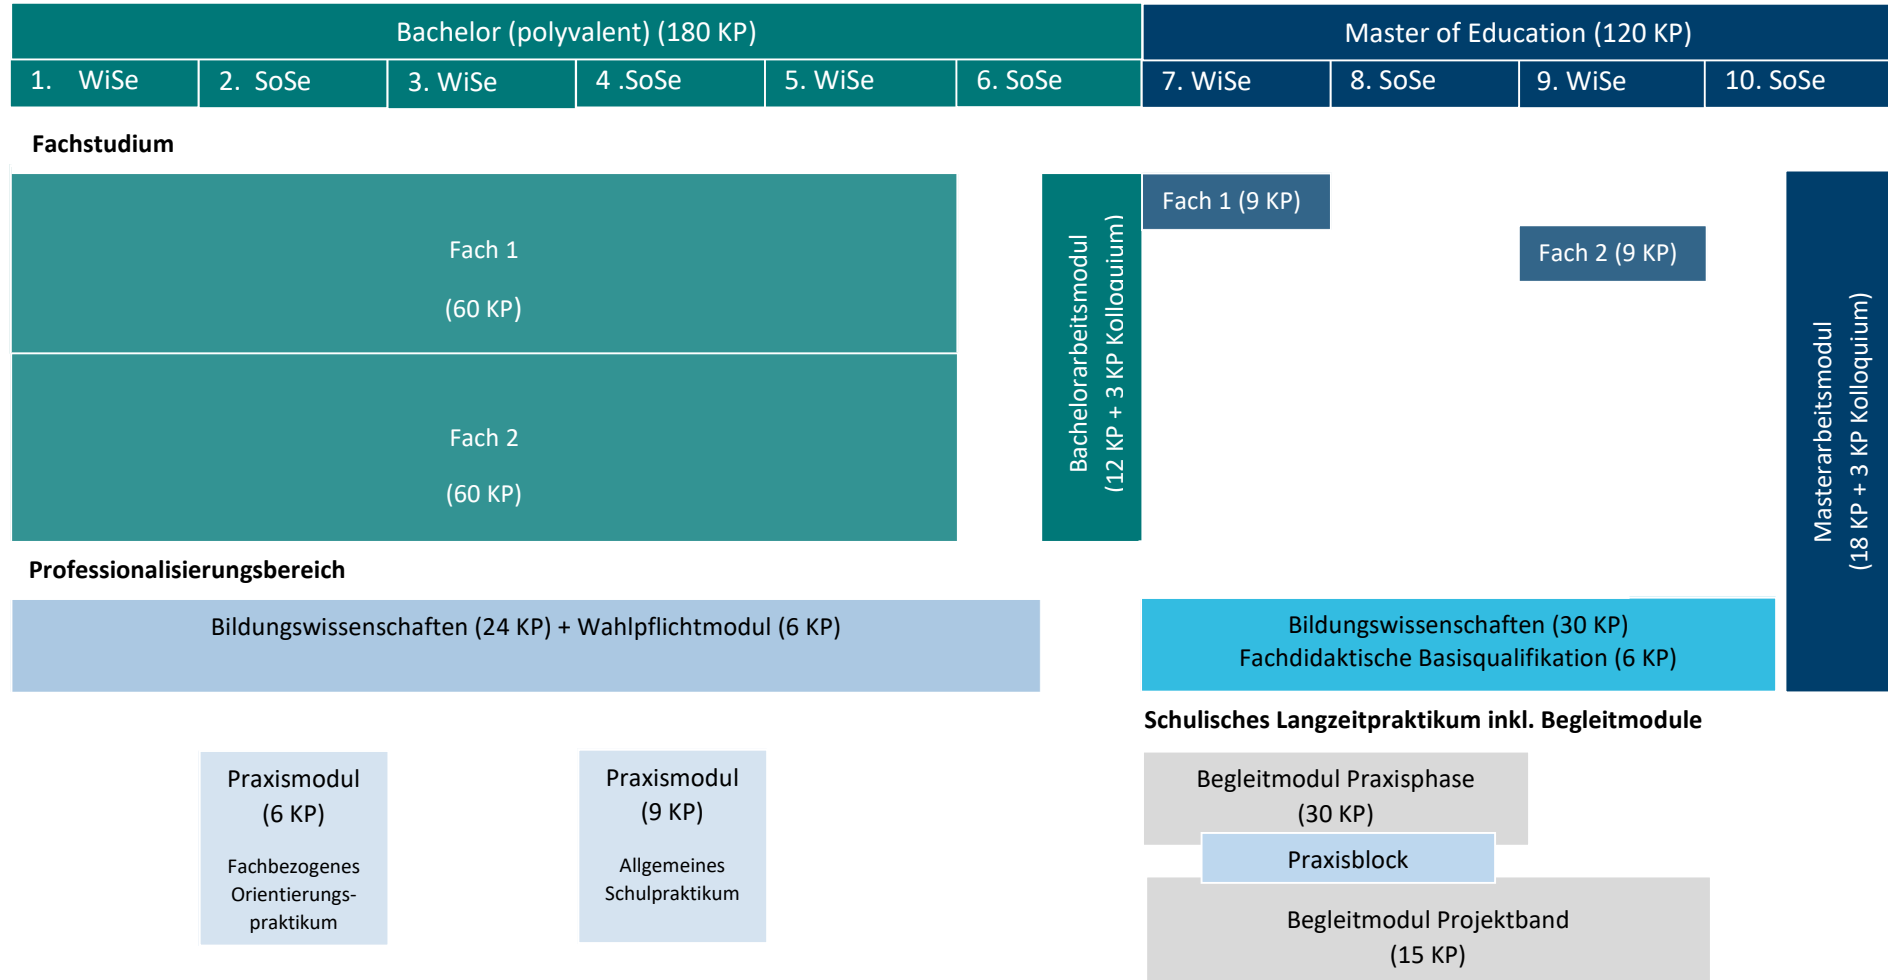 Bachelor (polyvalent) (180 KP)
Master of Education (120 KP)
1. WiSe
2. SoSe
3. WiSe
4 .SoSe
5. WiSe
6. SoSe
7. WiSe
8. SoSe
9. WiSe
10. SoSe
Fachstudium
Fach 1
(60 KP)
Fach 2
(60 KP)
Bachelorarbeitsmodul
(12 KP + 3 KP Kolloquium)
Fach 1 (9 KP)
Fach 2 (9 KP)
Masterarbeitsmodul
(18 KP + 3 KP Kolloquium)
Professionalisierungsbereich
Bildungswissenschaften (24 KP) + Wahlpflichtmodul (6 KP)
Bildungswissenschaften (30 KP)
Fachdidaktische Basisqualifikation (6 KP)
Schulisches Langzeitpraktikum inkl. Begleitmodule
Praxismodul
(6 KP)
Fachbezogenes
Orientierungs-
praktikum
Praxismodul
(9 KP)
Allgemeines
Schulpraktikum
Begleitmodul Praxisphase
(30 KP)
Praxisblock
Begleitmodul Projektband
(15 KP)